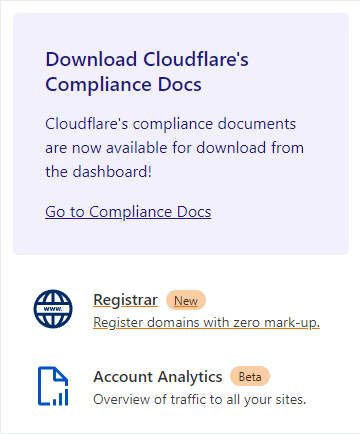 Download Cloudflare's
Compliance Docs
Cloudflare's compliance documents
are now available for download from
the dashboard!
Go to Compliance Docs
www.
Registrar New
Register domains with zero mark-up.
Account Analytics Beta
Overview of traffic to all your sites.